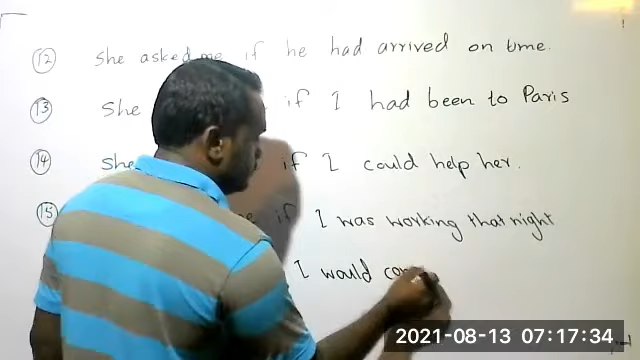 12 She asked me if he had arrived on time.
13 She if I had been to Paris
14 She if I could help her.
15 me if I was working that night
I would
2021-08-13 07:17:34